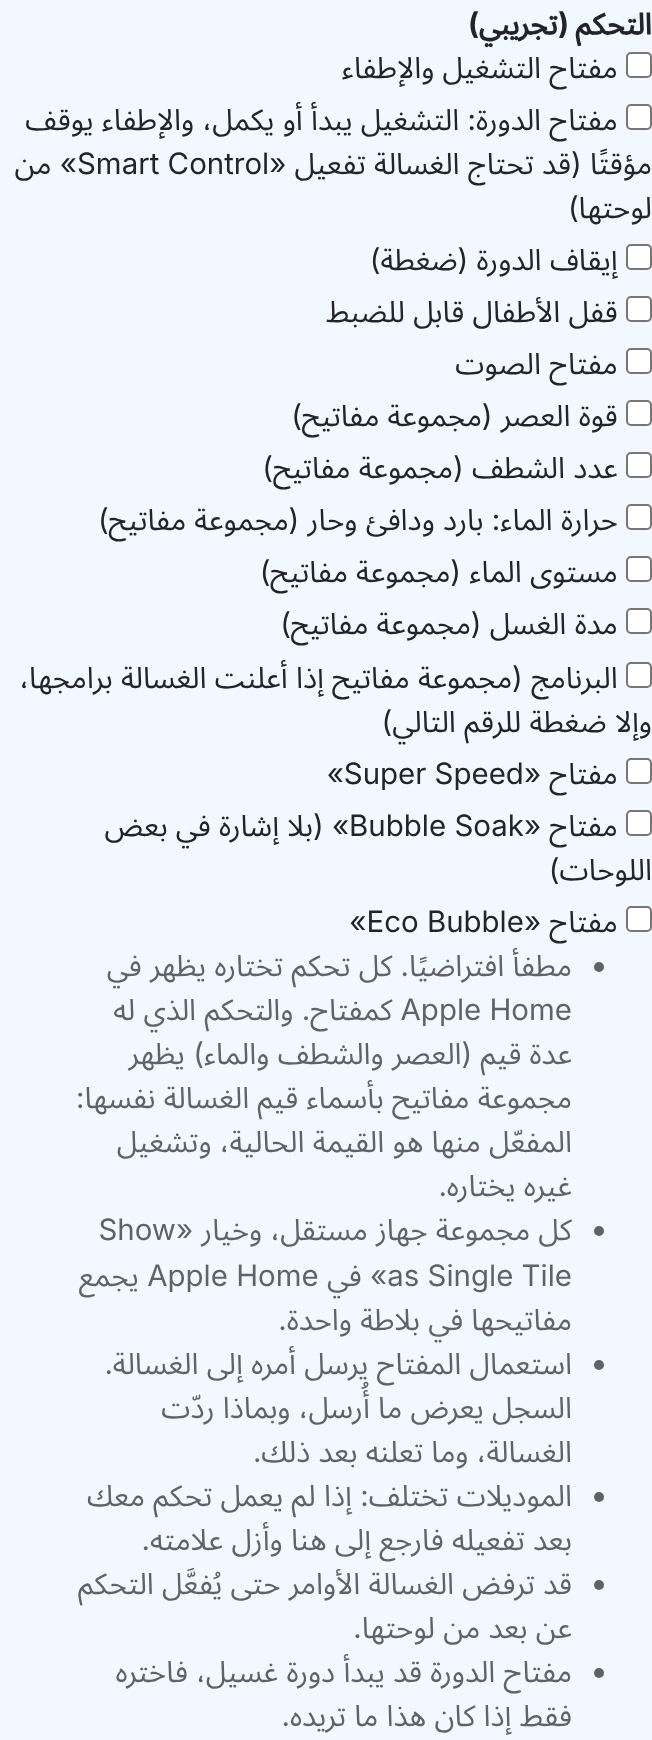 التحكم (تجريبي)
مفتاح التشغيل والإطفاء
مفتاح الدورة: التشغيل يبدأ أو يكمل، والإطفاء يوقف
مؤقتًا (قد تحتاج الغسالة تفعيل «Smart Control» من
لوحتها)
إيقاف الدورة (ضغطة)
قفل الأطفال قابل للضبط
مفتاح الصوت
قوة العصر (مجموعة مفاتيح)
عدد الشطف (مجموعة مفاتيح)
حرارة الماء: بارد ودافئ وحار (مجموعة مفاتيح)
مستوى الماء (مجموعة مفاتيح)
مدة الغسل (مجموعة مفاتيح)
البرنامج (مجموعة مفاتيح إذا أعلنت الغسالة برامجها،
وإلا ضغطة للرقم التالي)
مفتاح «Super Speed»
مفتاح «Bubble Soak» (بلا إشارة في بعض
اللوحات)
مفتاح «Eco Bubble»
• مطفأ افتراضيًا. كل تحكم تختاره يظهر في
Apple Home كمفتاح. والتحكم الذي له
عدة قيم (العصر والشطف والماء) يظهر
مجموعة مفاتيح بأسماء قيم الغسالة نفسها:
المفعّل منها هو القيمة الحالية، وتشغيل
غيره يختاره.
• كل مجموعة جهاز مستقل، وخيار «Show
as Single Tile» في Apple Home يجمع
مفاتيحها في بلاطة واحدة.
• استعمال المفتاح يرسل أمره إلى الغسالة.
السجل يعرض ما أُرسل، وبماذا ردّت
الغسالة، وما تعلنه بعد ذلك.
• الموديلات تختلف: إذا لم يعمل تحكم معك
بعد تفعيله فارجع إلى هنا وأزل علامته.
• قد ترفض الغسالة الأوامر حتى يُفعَّل التحكم
عن بعد من لوحتها.
• مفتاح الدورة قد يبدأ دورة غسيل، فاختره
فقط إذا كان هذا ما تريده.